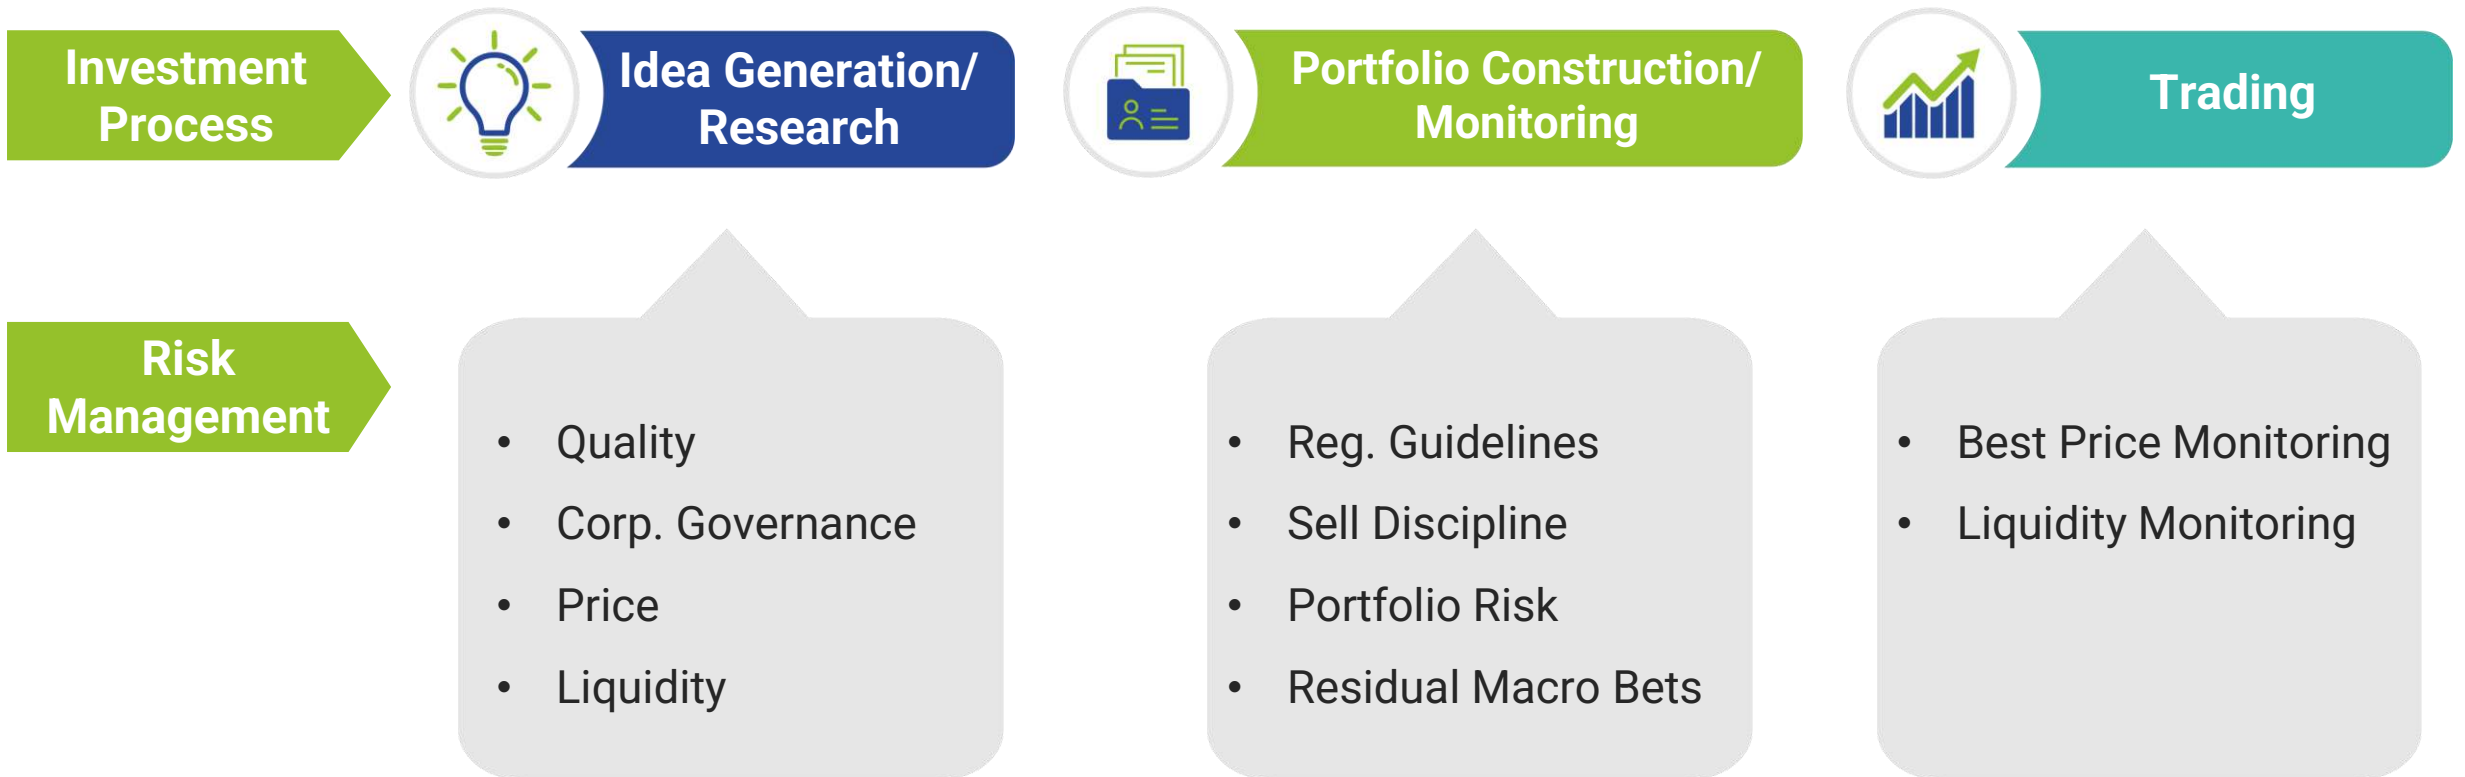 Investment
Process
Idea Generation/
Research
Portfolio Construction/
Monitoring
Trading
Risk
Management
• Quality
• Corp. Governance
• Price
• Liquidity
• Reg. Guidelines
• Sell Discipline
• Portfolio Risk
• Residual Macro Bets
• Best Price Monitoring
• Liquidity Monitoring